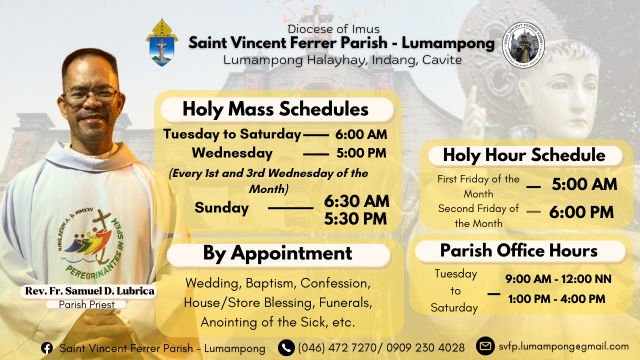 Diocese of Imus
Saint Vincent Ferrer Parish - Lumampong
Lumampong Halayhay, Indang, Cavite
Holy Mass Schedules
Tuesday to Saturday — 6:00 AM
Wednesday — 5:00 PM
(Every 1st and 3rd Wednesday of the
Month)
Sunday — 6:30 AM
5:30 PM
By Appointment
Wedding, Baptism, Confession,
House/Store Blessing, Funerals,
Anointing of the Sick, etc.
Holy Hour Schedule
First Friday of the
Month — 5:00 AM
Second Friday of
the Month — 6:00 PM
Parish Office Hours
Tuesday
to
Saturday — 9:00 AM - 12:00 NN
1:00 PM - 4:00 PM
PEREGRINANTES IN SPEM
Rev. Fr. Samuel D. Lubrica
Parish Priest
Saint Vincent Ferrer Parish - Lumampong
(046) 472 7270/ 0909 230 4028
svfp.lumampong@gmail.com